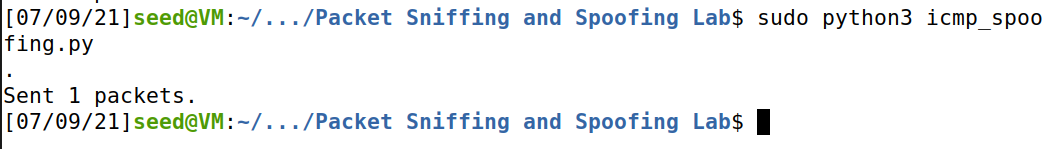 [07/09/21]seed@VM:~/.../Packet Sniffing and Spoofing Lab$ sudo python3 icmp_spoo
fing.py
.
Sent 1 packets.
[07/09/21]seed@VM:~/.../Packet Sniffing and Spoofing Lab$